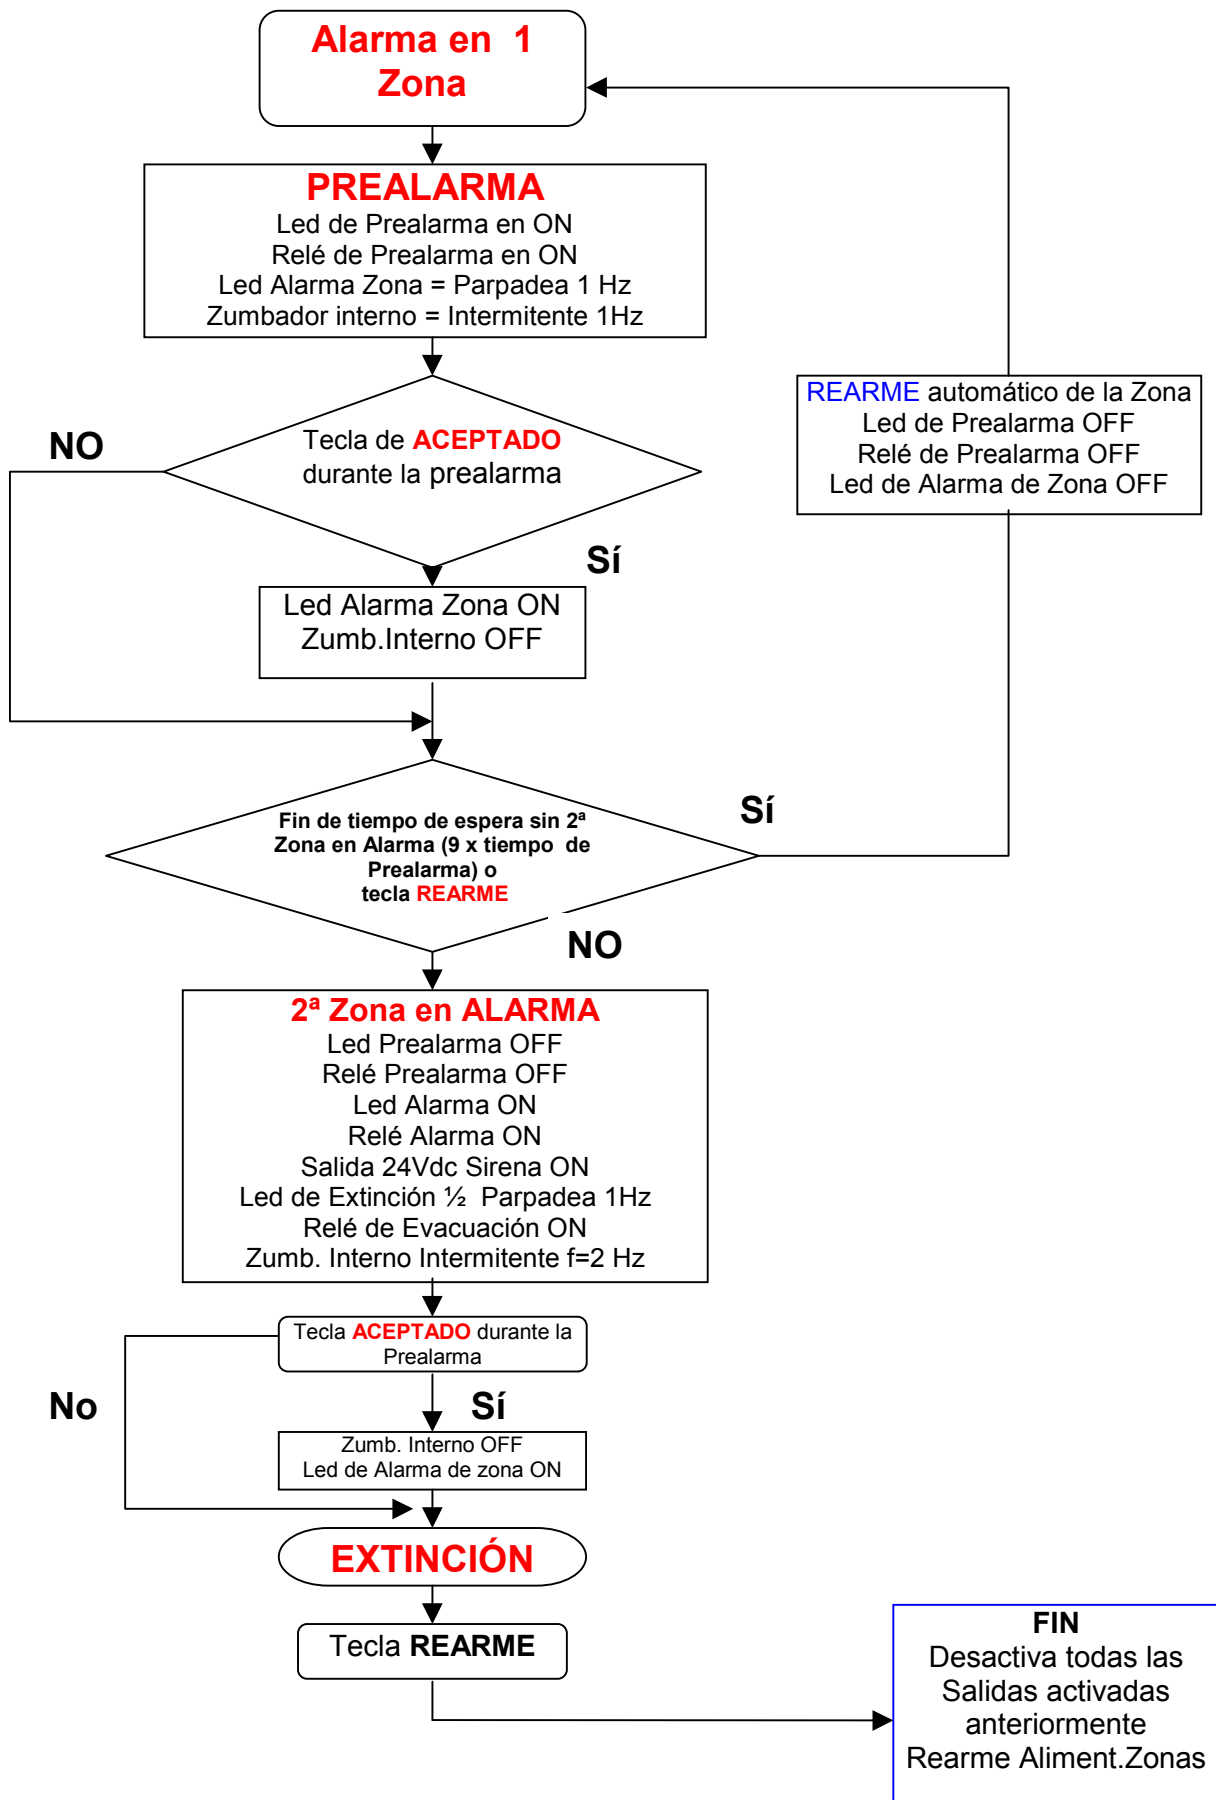 Alarma en 1
Zona
PREALARMA
Led de Prealarma en ON
Relé de Prealarma en ON
Led Alarma Zona = Parpadea 1 Hz
Zumbador interno = Intermitente 1Hz
REARME automático de la Zona
Led de Prealarma OFF
Relé de Prealarma OFF
Led de Alarma de Zona OFF
NO
Tecla de ACEPTADO
durante la prealarma
Sí
Led Alarma Zona ON
Zumb.Interno OFF
Sí
Fin de tiempo de espera sin 2ª
Zona en Alarma (9 x tiempo de
Prealarma) o
tecla REARME
NO
2ª Zona en ALARMA
Led Prealarma OFF
Relé Prealarma OFF
Led Alarma ON
Relé Alarma ON
Salida 24Vdc Sirena ON
Led de Extinción ½ Parpadea 1Hz
Relé de Evacuación ON
Zumb. Interno Intermitente f=2 Hz
Tecla ACEPTADO durante la
Prealarma
No
Sí
Zumb. Interno OFF
Led de Alarma de zona ON
EXTINCIÓN
Tecla REARME
FIN
Desactiva todas las
Salidas activadas
anteriormente
Rearme Aliment.Zonas